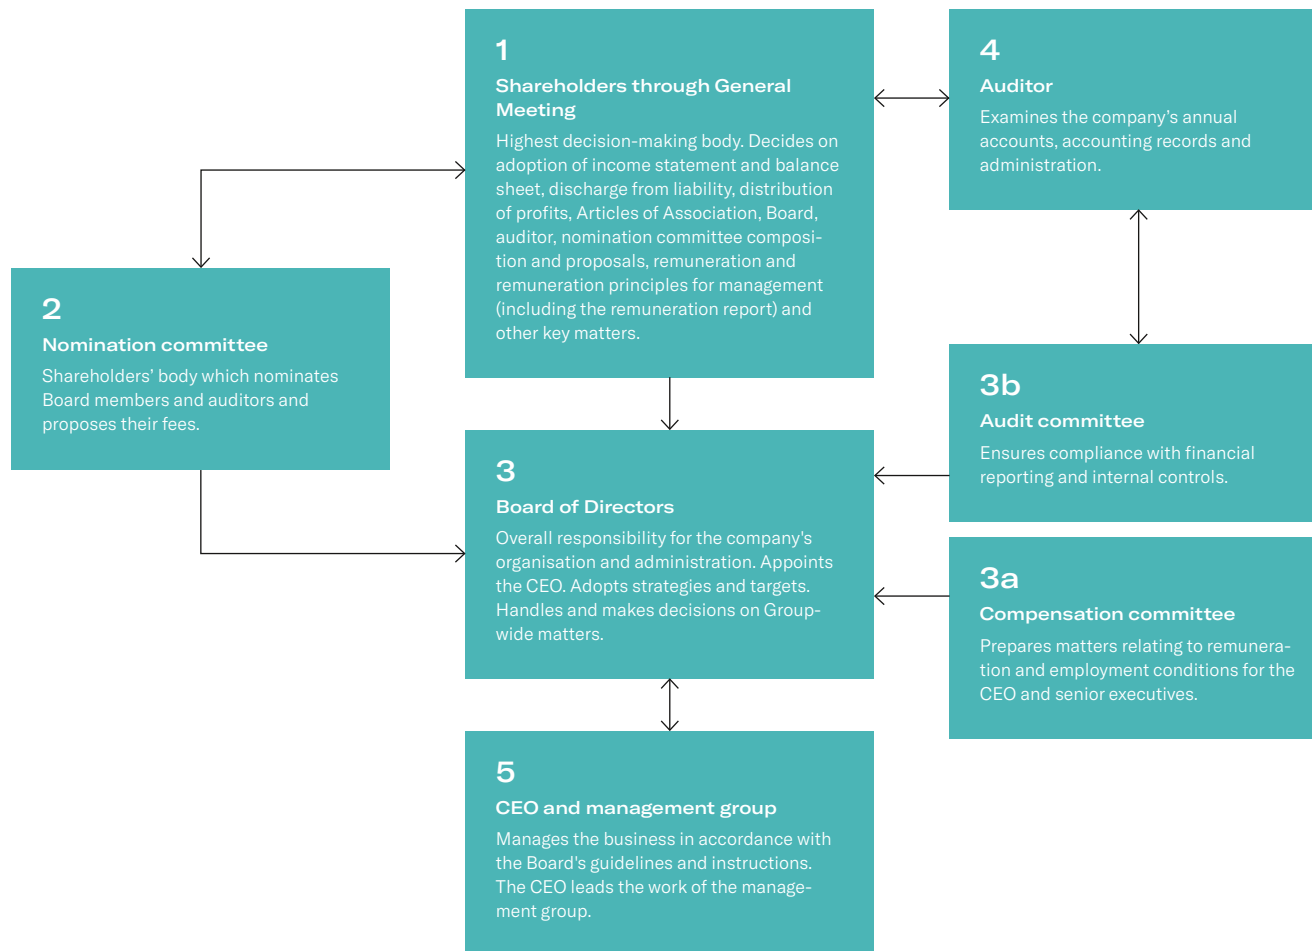 1
Shareholders through General
Meeting
Highest decision-making body. Decides on
adoption of income statement and balance
sheet, discharge from liability, distribution
of profits, Articles of Association, Board,
auditor, nomination committee composi-
tion and proposals, remuneration and
remuneration principles for management
(including the remuneration report) and
other key matters.
4
Auditor
Examines the company's annual
accounts, accounting records and
administration.
2
Nomination committee
Shareholders' body which nominates
Board members and auditors and
proposes their fees.
3
Board of Directors
Overall responsibility for the company's
organisation and administration. Appoints
the CEO. Adopts strategies and targets.
Handles and makes decisions on Group-
wide matters.
3b
Audit committee
Ensures compliance with financial
reporting and internal controls.
3a
Compensation committee
Prepares matters relating to remunera-
tion and employment conditions for the
CEO and senior executives.
5
CEO and management group
Manages the business in accordance with
the Board's guidelines and instructions.
The CEO leads the work of the manage-
ment group.